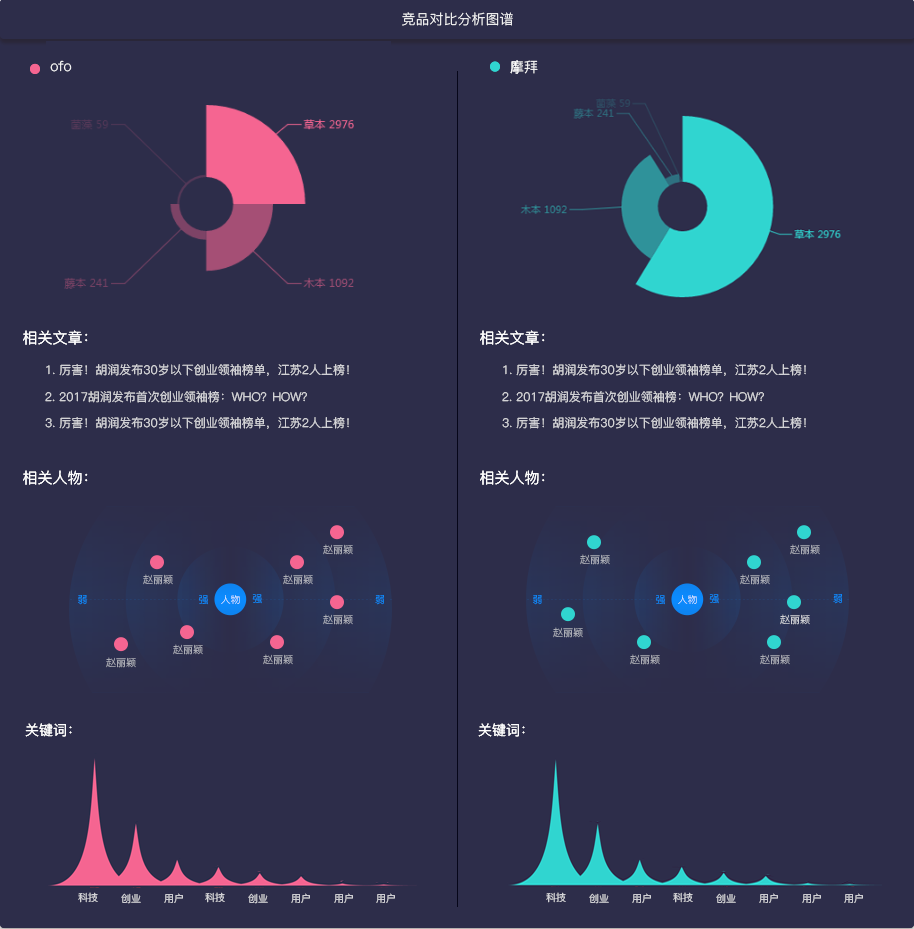 竞品对比分析图谱
ofo
草本 2976
藤本 241
木本 1092
相关文章：
1. 厉害！胡润发布30岁以下创业领袖榜单，江苏2人上榜！
2. 2017胡润发布首次创业领袖榜：WHO？HOW？
3. 厉害！胡润发布30岁以下创业领袖榜单，江苏2人上榜！
相关人物：
赵丽颖
赵丽颖
赵丽颖
弱
强
人物
强
弱
赵丽颖
赵丽颖
赵丽颖
赵丽颖
关键词：
科技
创业
用户
科技
创业
用户
用户
用户
摩拜
藤本 241
木本 1092
草本 2976
相关文章：
1. 厉害！胡润发布30岁以下创业领袖榜单，江苏2人上榜！
2. 2017胡润发布首次创业领袖榜：WHO？HOW？
3. 厉害！胡润发布30岁以下创业领袖榜单，江苏2人上榜！
相关人物：
赵丽颖
赵丽颖
赵丽颖
弱
强
人物
强
弱
赵丽颖
赵丽颖
赵丽颖
赵丽颖
关键词：
科技
创业
用户
科技
创业
用户
用户
用户